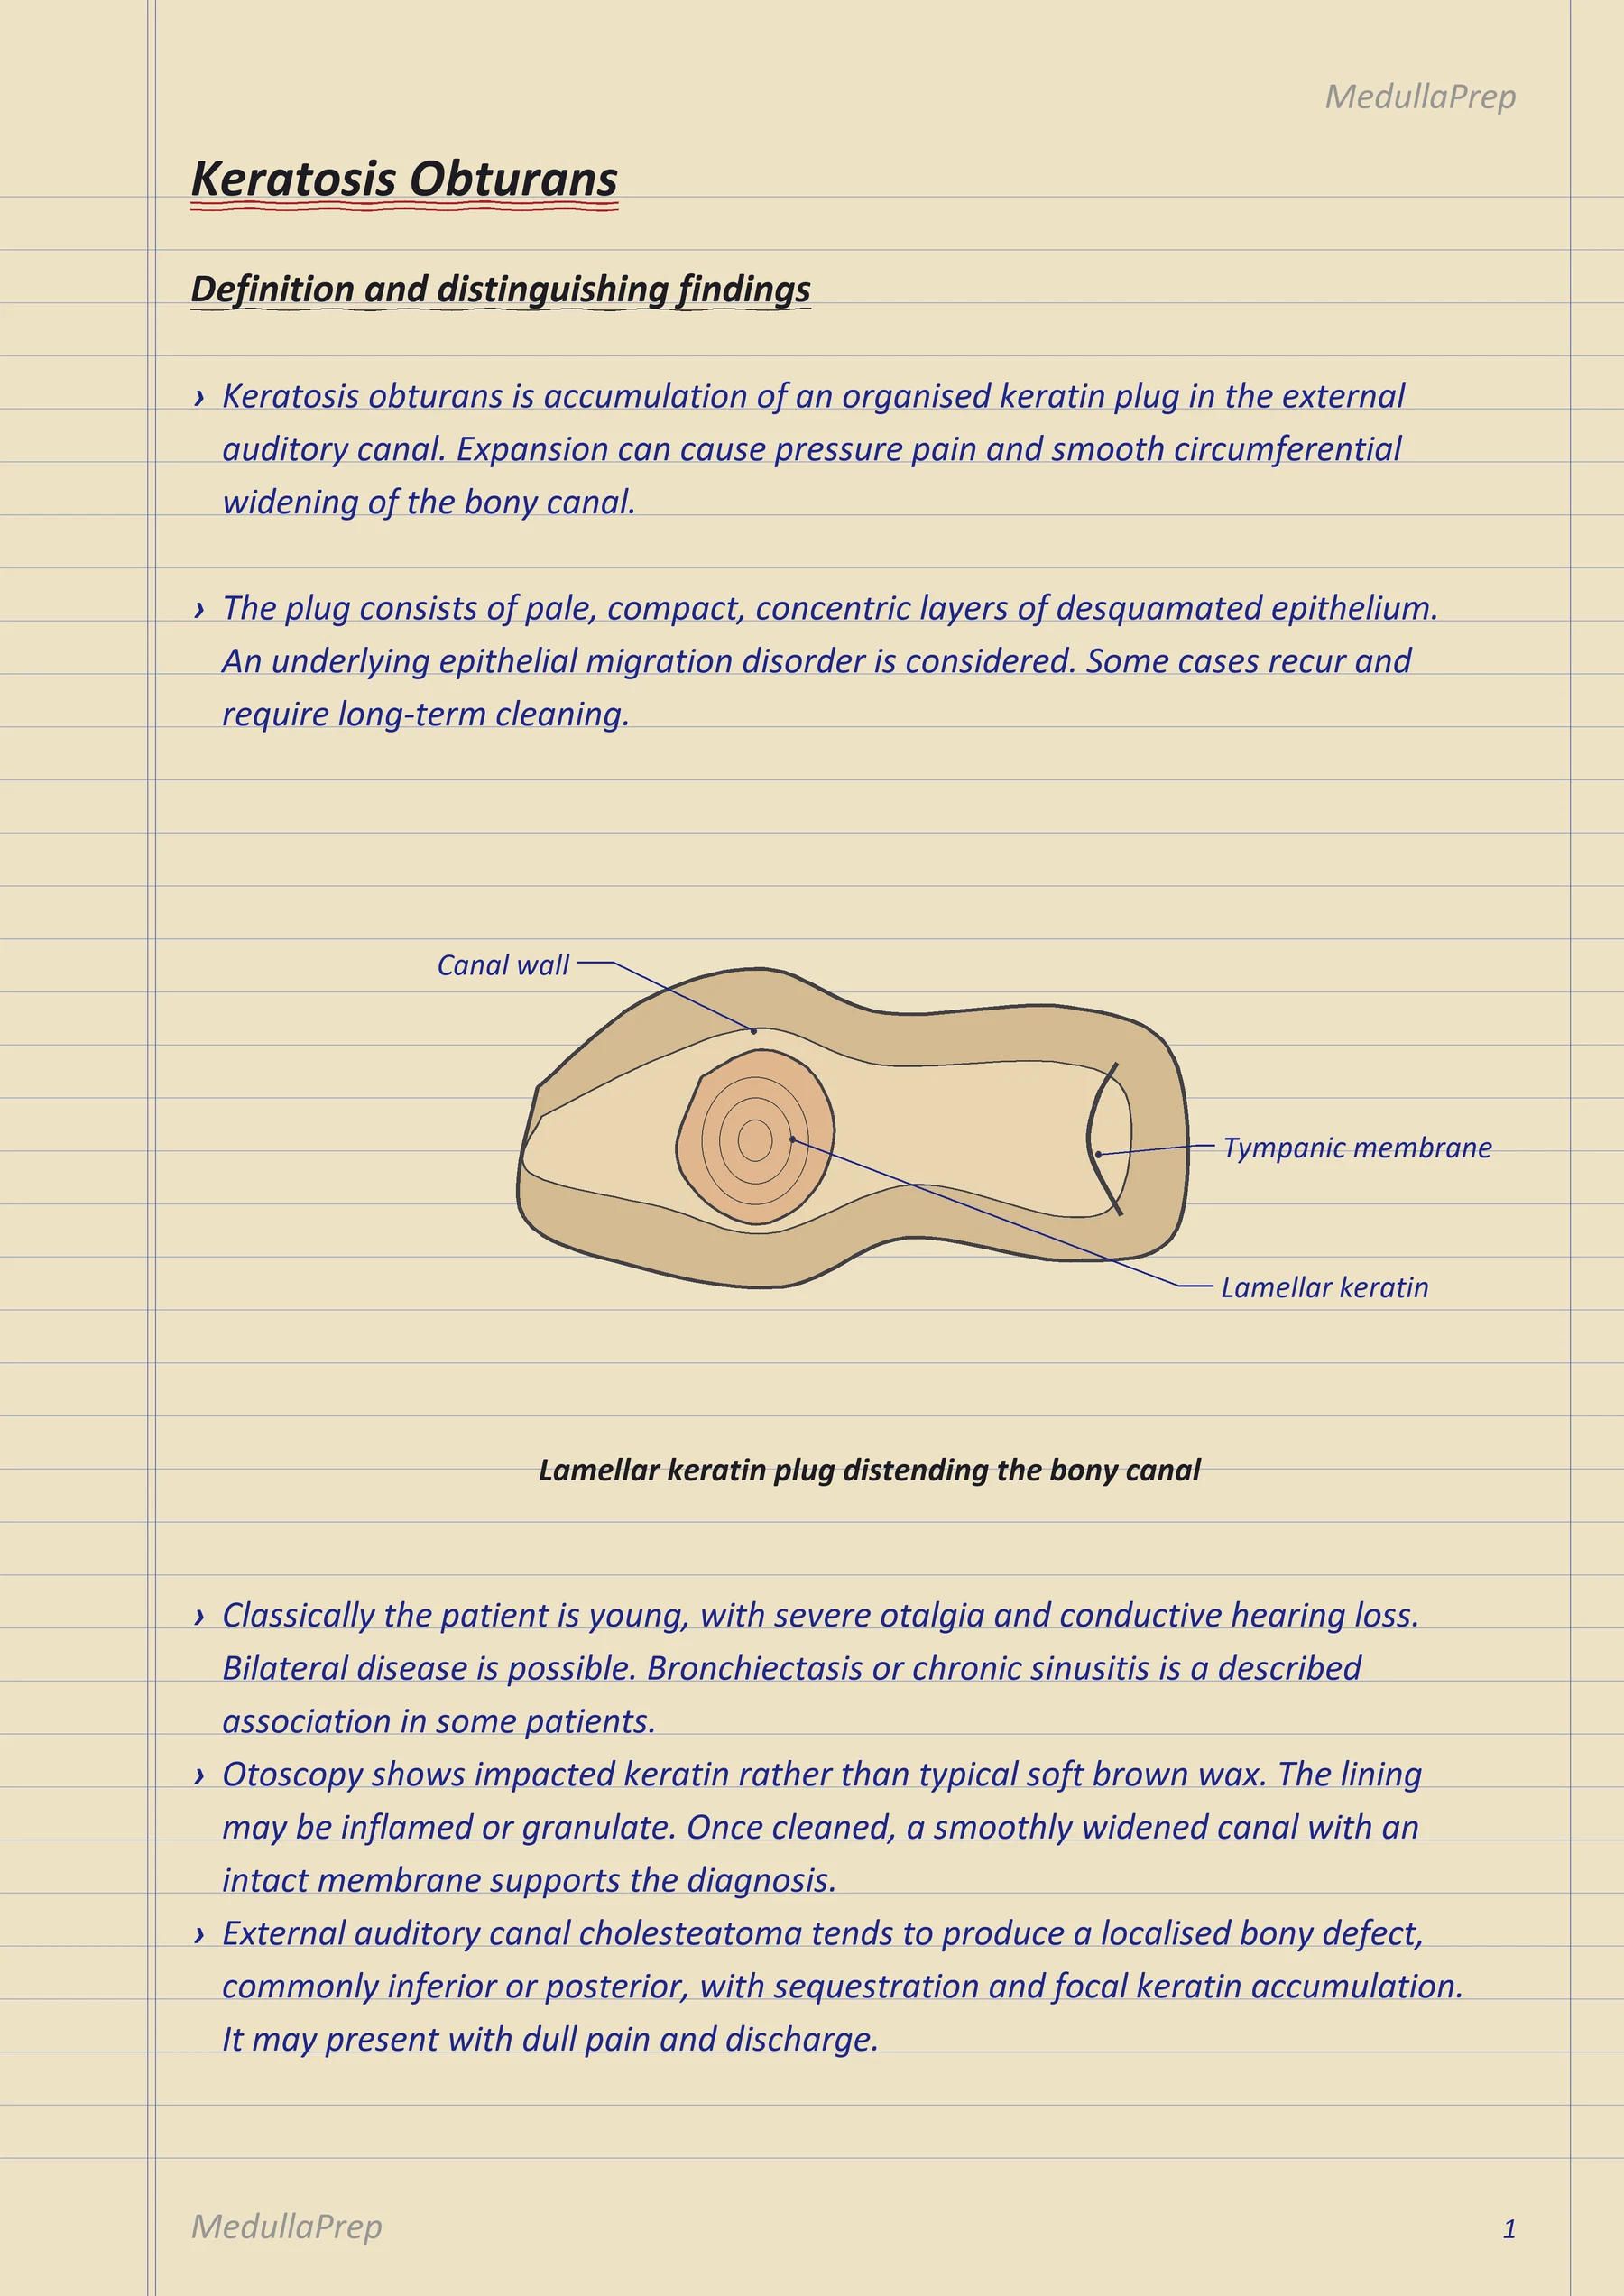 MedullaPrep
Keratosis Obturans
Definition and distinguishing findings
› Keratosis obturans is accumulation of an organised keratin plug in the external
auditory canal. Expansion can cause pressure pain and smooth circumferential
widening of the bony canal.
› The plug consists of pale, compact, concentric layers of desquamated epithelium.
An underlying epithelial migration disorder is considered. Some cases recur and
require long-term cleaning.
Canal wall
Tympanic membrane
Lamellar keratin
Lamellar keratin plug distending the bony canal
› Classically the patient is young, with severe otalgia and conductive hearing loss.
Bilateral disease is possible. Bronchiectasis or chronic sinusitis is a described
association in some patients.
› Otoscopy shows impacted keratin rather than typical soft brown wax. The lining
may be inflamed or granulate. Once cleaned, a smoothly widened canal with an
intact membrane supports the diagnosis.
› External auditory canal cholesteatoma tends to produce a localised bony defect,
commonly inferior or posterior, with sequestration and focal keratin accumulation.
It may present with dull pain and discharge.
MedullaPrep
1